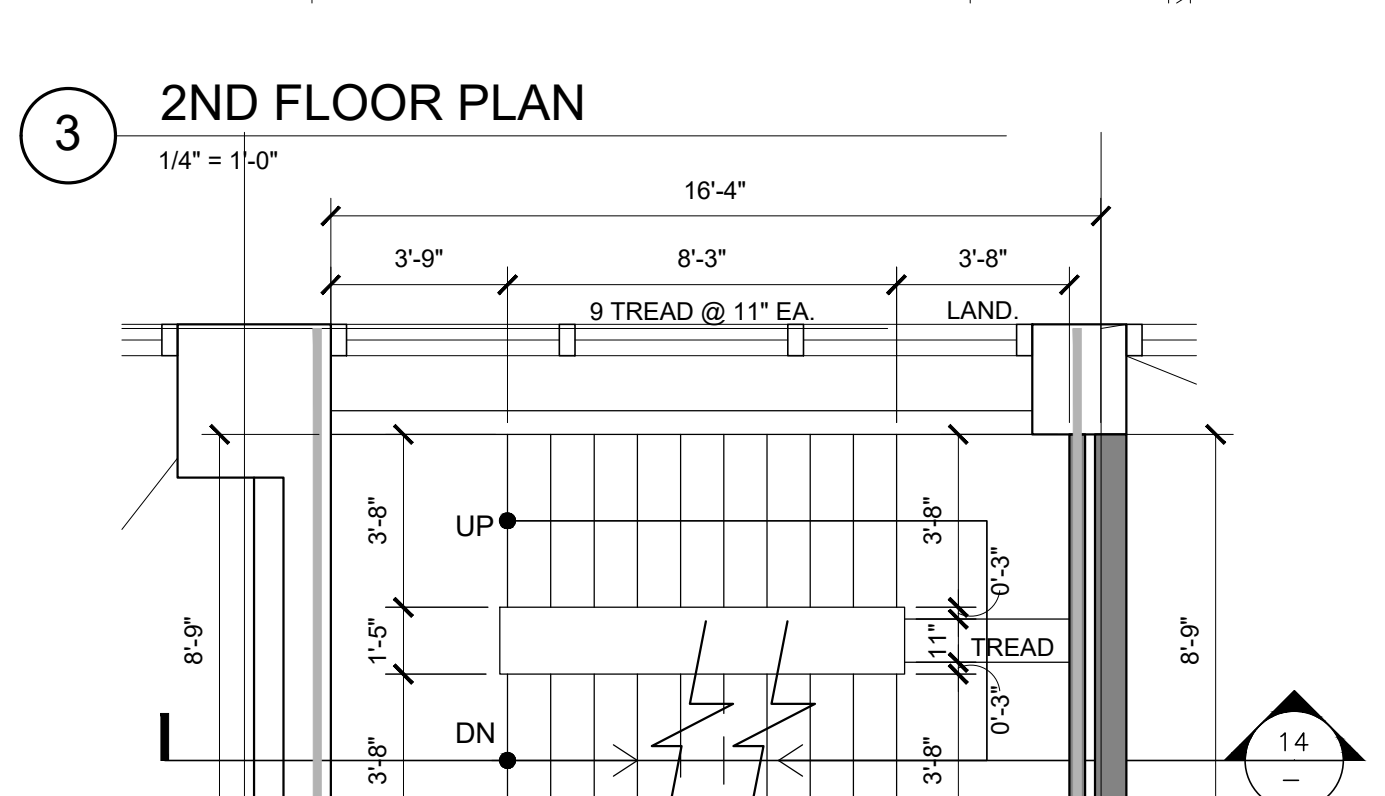 2ND FLOOR PLAN
3
1/4" = 1'-0"
16'-4"
3'-9"
8'-3"
3'-8"
9 TREAD @ 11" EA.
LAND.
UP
3'-8"
3'-8"
0'-3"
8'-9"
1'-5"
11"
TREAD
8'-9"
0'-3"
DN
3'-8"
3'-8"
14
–